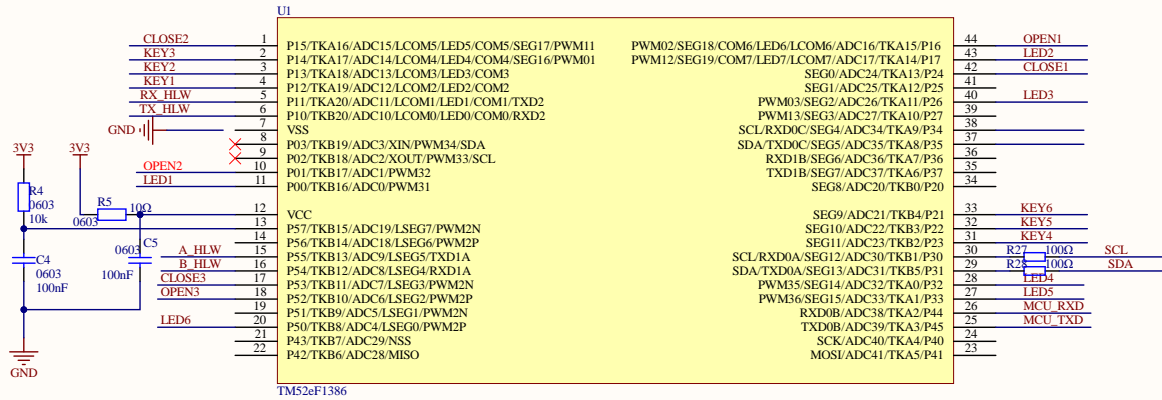 U1
CLOSE2 1 P15/TKA16/ADC15/LCOM5/LED5/COM5/SEG17/PWM11 PWM02/SEG18/COM6/LED6/LCOM6/ADC16/TKA15/P16 44 OPEN1
KEY3 2 P14/TKA17/ADC14/LCOM4/LED4/COM4/SEG16/PWM01 PWM12/SEG19/COM7/LED7/LCOM7/ADC17/TKA14/P17 43 LED2
KEY2 3 P13/TKA18/ADC13/LCOM3/LED3/COM3 SEG0/ADC24/TKA13/P24 42 CLOSE1
KEY1 4 P12/TKA19/ADC12/LCOM2/LED2/COM2 SEG1/ADC25/TKA12/P25 41
RX_HLW 5 P11/TKA20/ADC11/LCOM1/LED1/COM1/TXD2 PWM03/SEG2/ADC26/TKA11/P26 40 LED3
TX_HLW 6 P10/TKB20/ADC10/LCOM0/LED0/COM0/RXD2 PWM13/SEG3/ADC27/TKA10/P27 39
GND 7 VSS SCL/RXD0C/SEG4/ADC34/TKA9/P34 38
8 P03/TKB19/ADC3/XIN/PWM34/SDA SDA/TXD0C/SEG5/ADC35/TKA8/P35 37
3V3 3V3 9 P02/TKB18/ADC2/XOUT/PWM33/SCL RXD1B/SEG6/ADC36/TKA7/P36 36
OPEN2 10 P01/TKB17/ADC1/PWM32 TXD1B/SEG7/ADC37/TKA6/P37 35
LED1 11 P00/TKB16/ADC0/PWM31 SEG8/ADC20/TKB0/P20 34
R4
0603
10k
R5 10Ω
0603
12 VCC SEG9/ADC21/TKB4/P21 33 KEY6
13 P57/TKB15/ADC19/LSEG7/PWM2N SEG10/ADC22/TKB3/P22 32 KEY5
14 P56/TKB14/ADC18/LSEG6/PWM2P SEG11/ADC23/TKB2/P23 31 KEY4
A_HLW 15 P55/TKB13/ADC9/LSEG5/TXD1A SCL/RXD0A/SEG12/ADC30/TKB1/P30 30 R27 100Ω SCL
B_HLW 16 P54/TKB12/ADC8/LSEG4/RXD1A SDA/TXD0A/SEG13/ADC31/TKB5/P31 29 R28 100Ω SDA
CLOSE3 17 P53/TKB11/ADC7/LSEG3/PWM2N PWM35/SEG14/ADC32/TKA0/P32 28 LED4
OPEN3 18 P52/TKB10/ADC6/LSEG2/PWM2P PWM36/SEG15/ADC33/TKA1/P33 27 LED5
19 P51/TKB9/ADC5/LSEG1/PWM2N RXD0B/ADC38/TKA2/P44 26 MCU_RXD
LED6 20 P50/TKB8/ADC4/LSEG0/PWM2P TXD0B/ADC39/TKA3/P45 25 MCU_TXD
21 P43/TKB7/ADC29/NSS SCK/ADC40/TKA4/P40 24
22 P42/TKB6/ADC28/MISO MOSI/ADC41/TKA5/P41 23
C5
0603
100nF
C4
0603
100nF
GND
TM52eF1386